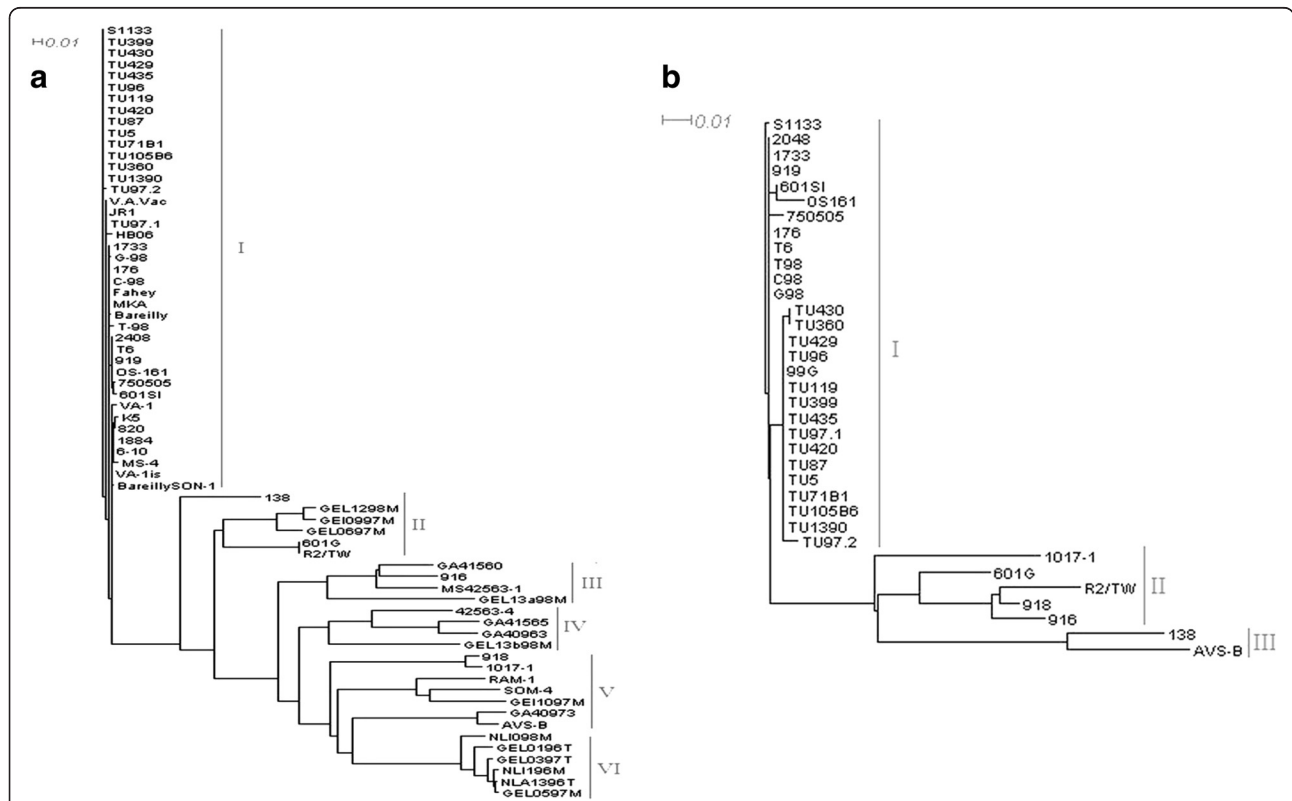 0.01
a
S1133
TU399
TU430
TU429
TU435
TU96
TU119
TU420
TU87
TU5
TU71B1
TU105B6
TU360
TU1390
TU97.2
V.A.Vac
JR1
TU97.1
HB06
1733
G-98
176
C-98
Fahey
MKA
Bareilly
T-98
2408
T6
919
OS-161
750505
601SI
VA-1
K5
820
1884
6-10
MS-4
VA-1is
BareillySON-1
I
138
GEL1298M
GEI0997M
GEL0697M
601G
R2/TW
II
GA41560
916
MS42563-1
GEL13a98M
III
42563-4
GA41565
GA40963
GEL13b98M
IV
918
1017-1
RAM-1
SOM-4
GEI1097M
GA40973
AVS-B
V
NLI098M
GEL0196T
GEL0397T
NLI196M
NLA1396T
GEL0597M
VI
b
0.01
S1133
2048
1733
919
601SI
OS161
750505
176
T6
T98
C98
G98
TU430
TU360
TU429
TU96
99G
TU119
TU399
TU435
TU97.1
TU420
TU87
TU5
TU71B1
TU105B6
TU1390
TU97.2
I
1017-1
601G
R2/TW
918
916
II
138
AVS-B
III